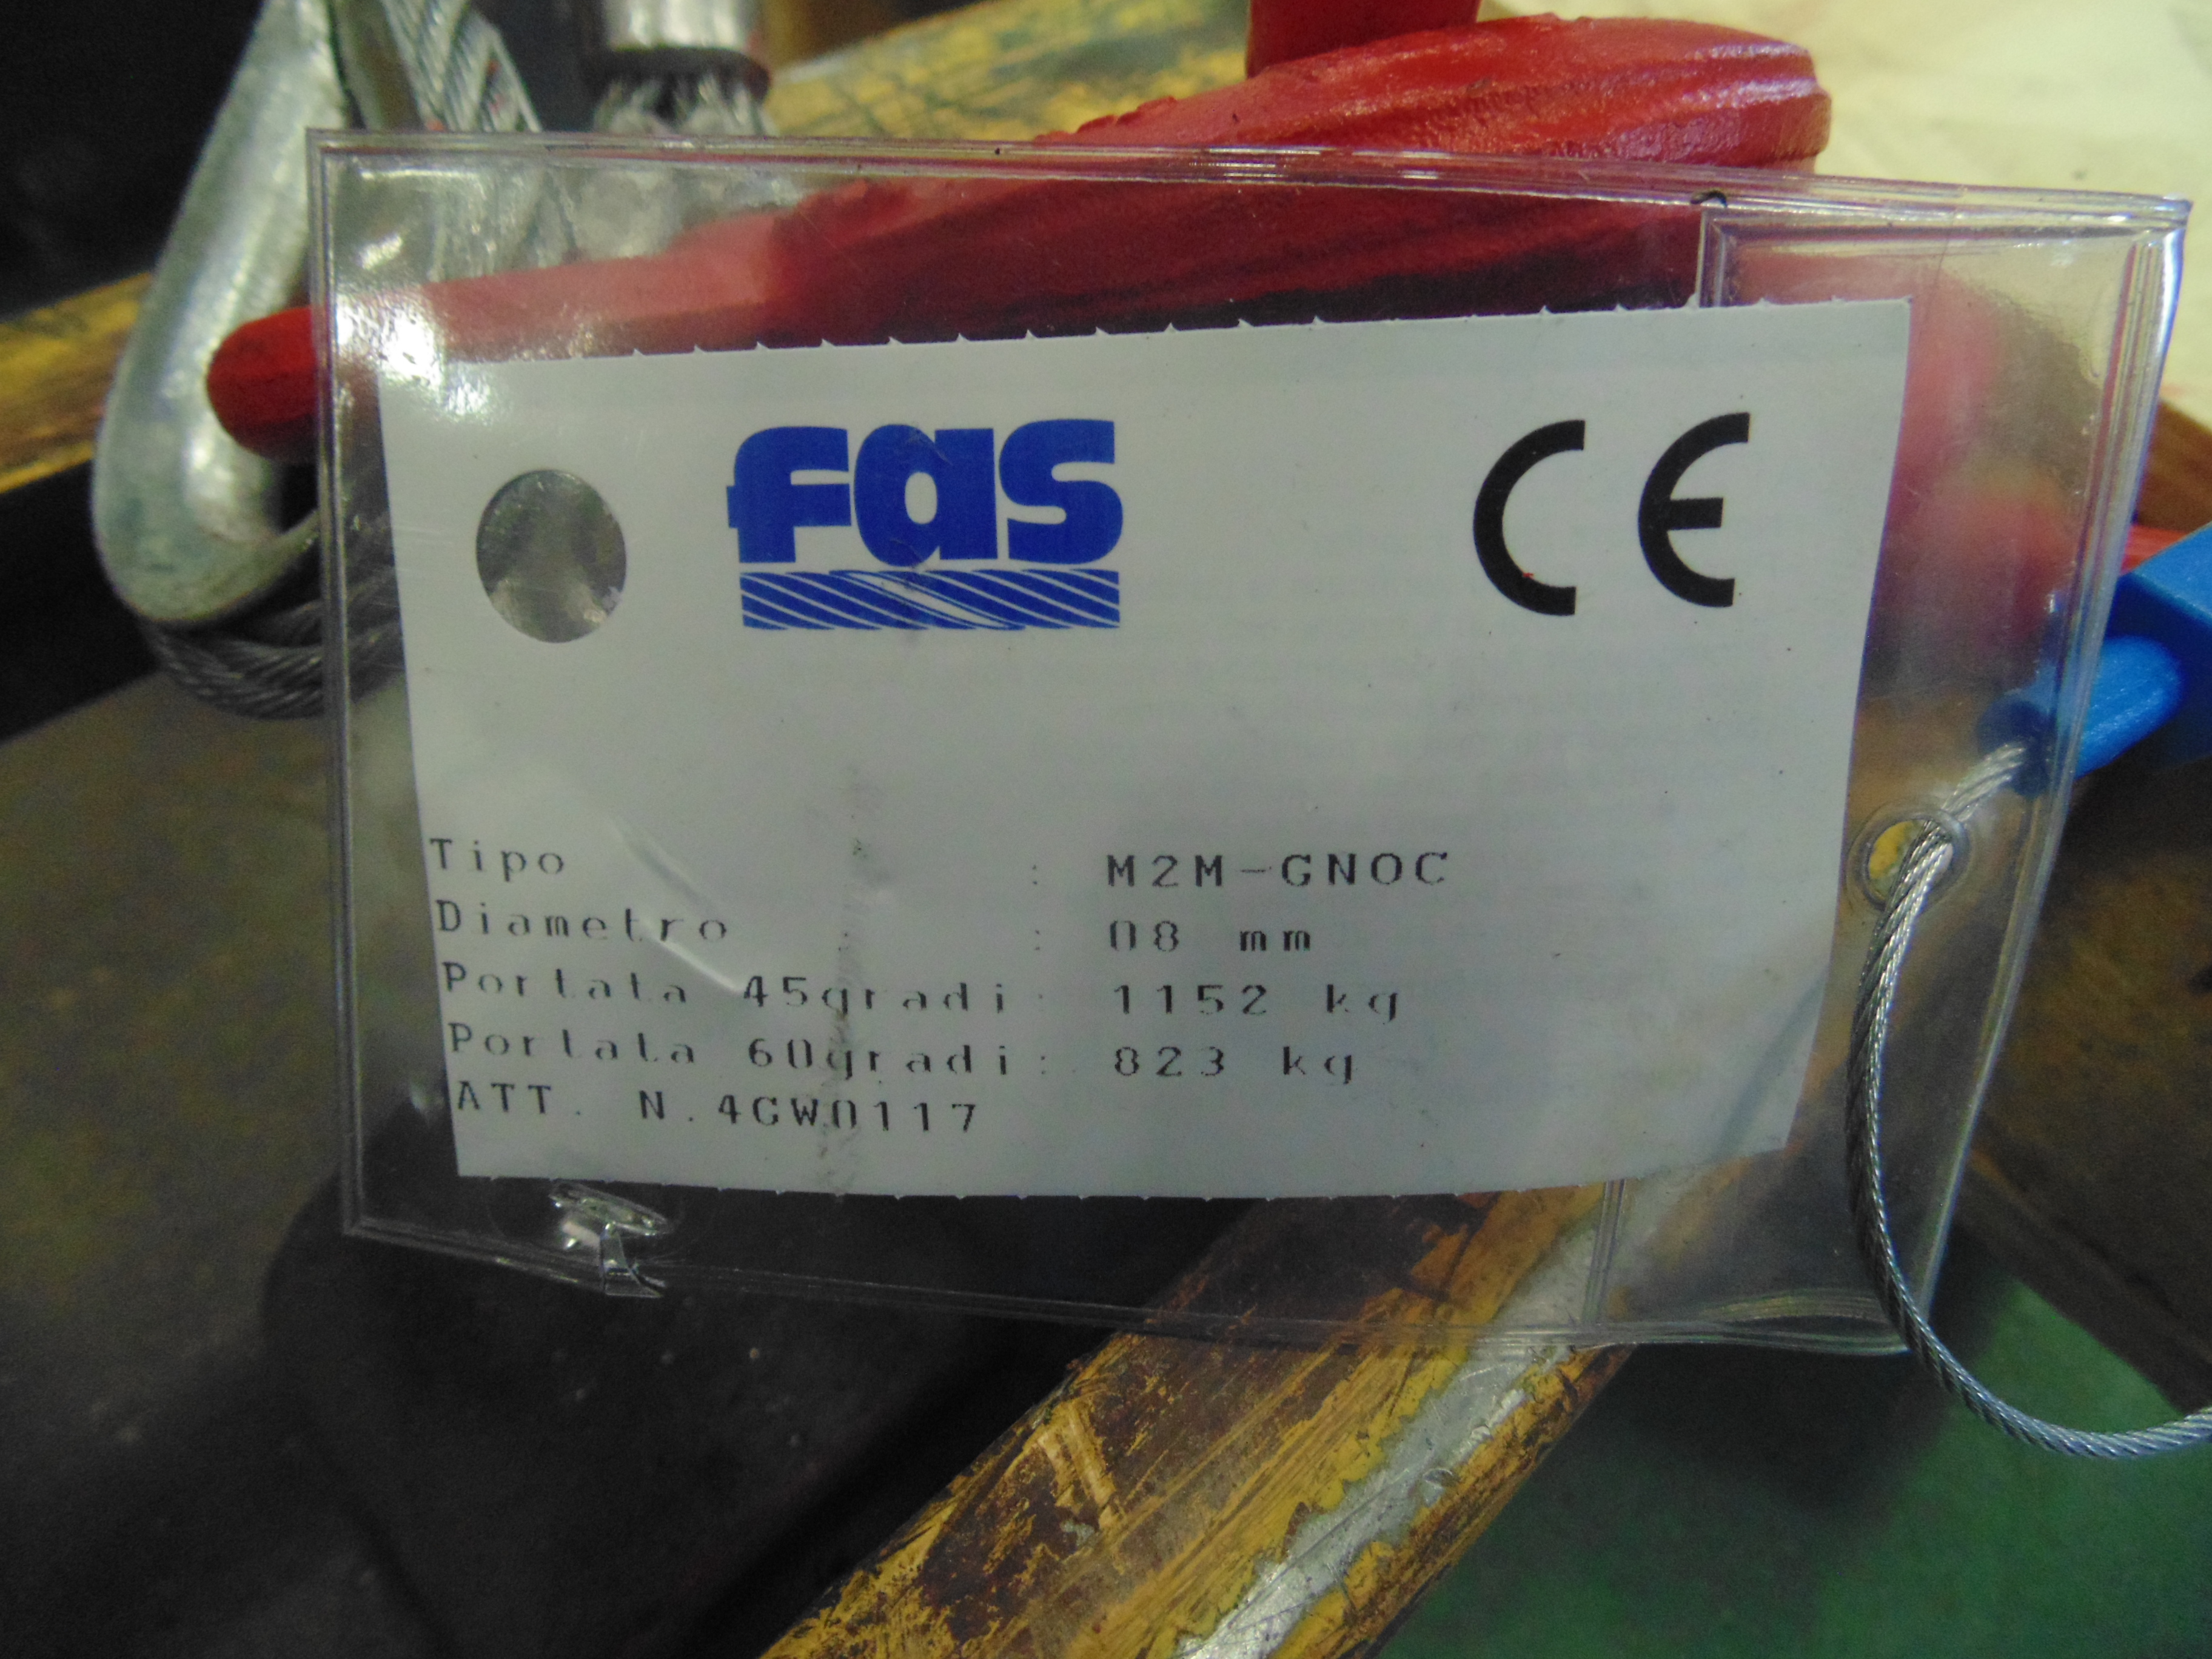 fas CE
Tipo : M2M-GNOC
Diametro : 08 mm
Portata 45gradi: 1152 kg
Portata 60gradi: 823 kg
ATT. N.4GW0117